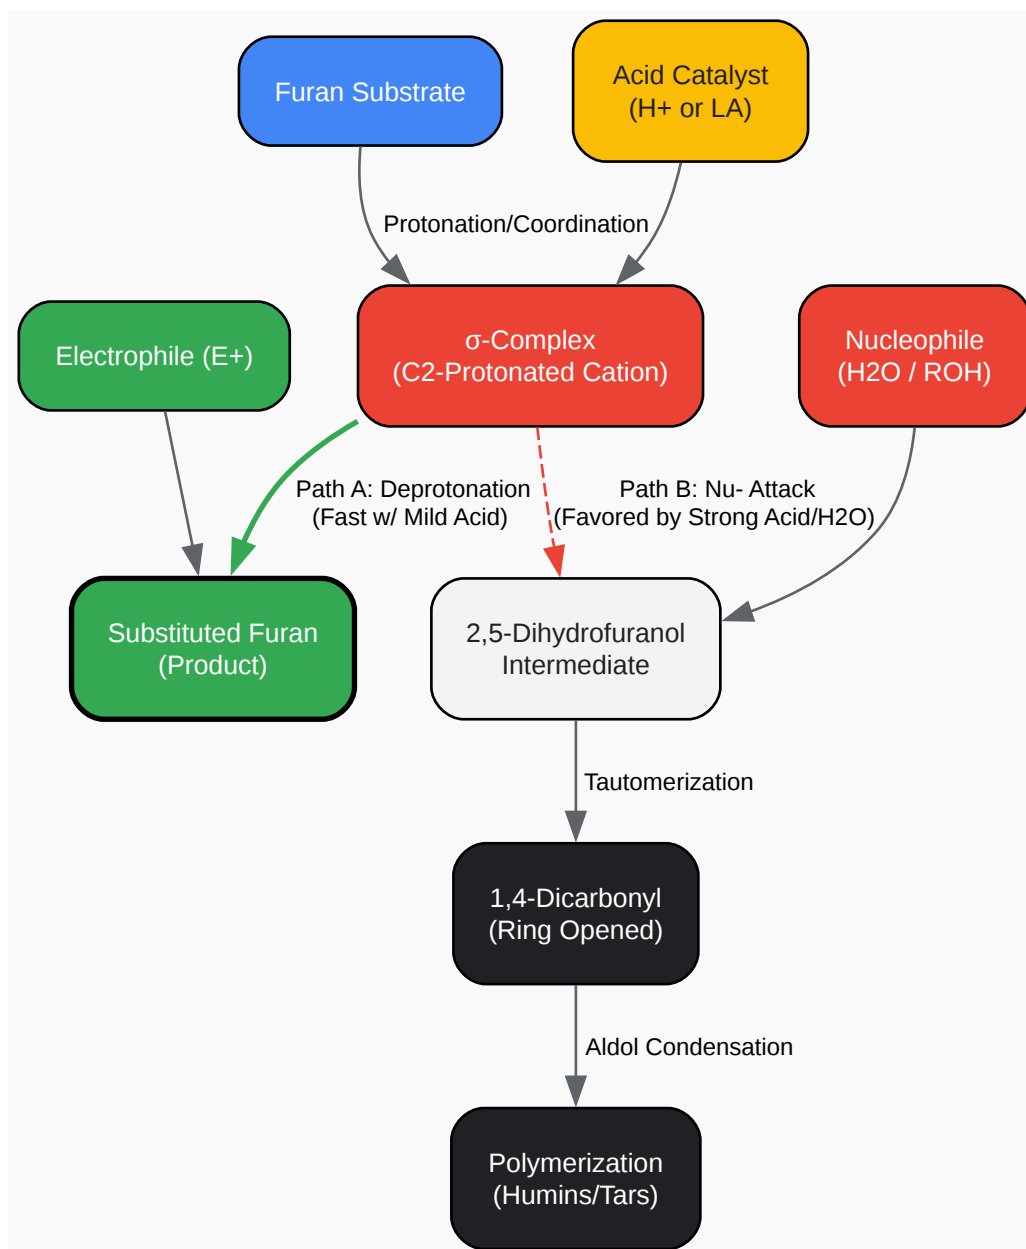 Furan Substrate
Acid Catalyst
(H+ or LA)
Protonation/Coordination
Electrophile (E+)
σ-Complex
(C2-Protonated Cation)
Nucleophile
(H2O / ROH)
Path A: Deprotonation
(Fast w/ Mild Acid)
Path B: Nu- Attack
(Favored by Strong Acid/H2O)
Substituted Furan
(Product)
2,5-Dihydrofuranol
Intermediate
Tautomerization
1,4-Dicarbonyl
(Ring Opened)
Aldol Condensation
Polymerization
(Humins/Tars)